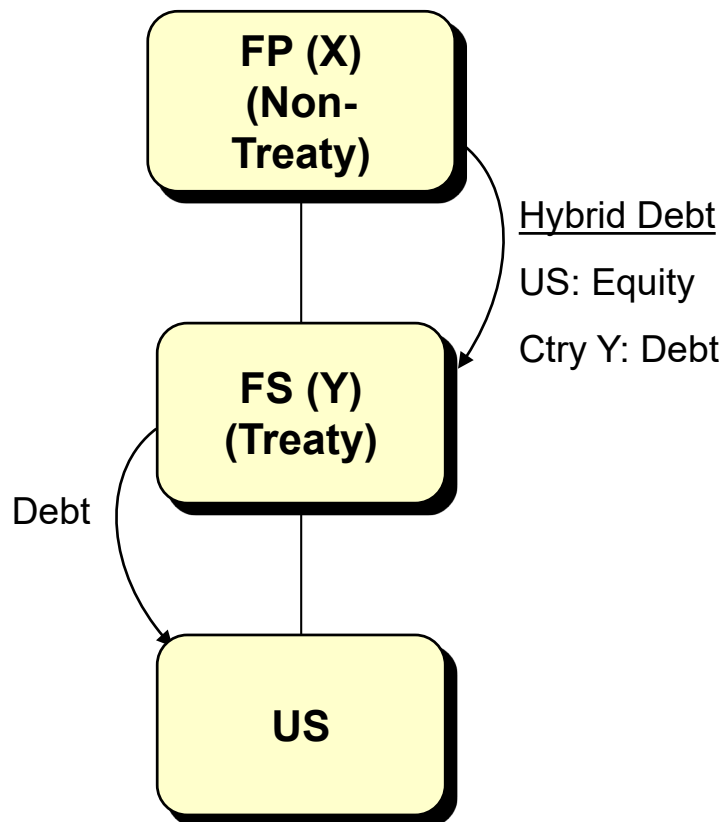 FP (X)
(Non-
Treaty)
Hybrid Debt
US: Equity
Ctry Y: Debt
FS (Y)
(Treaty)
Debt
US